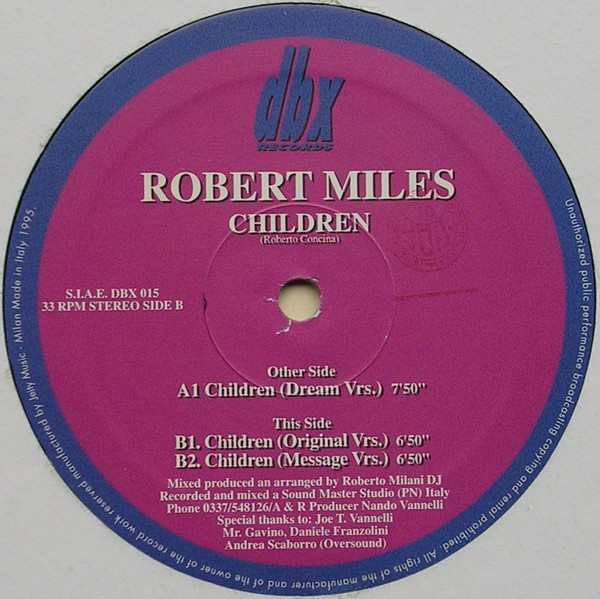 dbx
RECORDS
ROBERT MILES
CHILDREN
(Roberto Concina)
S.I.A.E. DBX 015
33 RPM STEREO SIDE B
Other Side
A1 Children (Dream Vrs.) 7'50"
This Side
B1. Children (Original Vrs.) 6'50"
B2. Children (Message Vrs.) 6'50"
Mixed produced an arranged by Roberto Milani DJ
Recorded and mixed a Sound Master Studio (PN) Italy
Phone 0337/548126/A & R Producer Nando Vannelli
Special thanks to: Joe T. Vannelli
Mr. Gavino, Daniele Franzolini
Andrea Scaborro (Oversound)
Unauthorized public performance broadcasting copying and rental prohibited. All rights of the manufacturer and of the owner of the record work reserved manufactured by Jelly Music - Milan Made in Italy 1995.